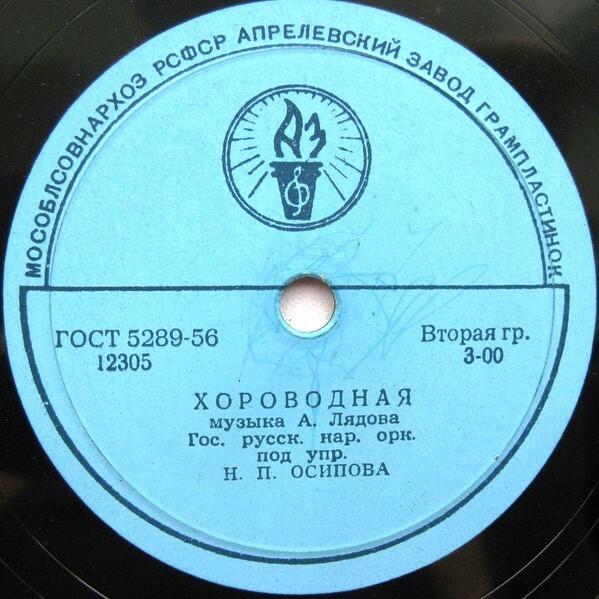 МОСОБЛСОВНАРХОЗ РСФСР АПРЕЛЕВСКИЙ ЗАВОД ГРАМПЛАСТИНОК
АЗ
ГОСТ 5289-56
12305
Вторая гр.
3-00
ХОРОВОДНАЯ
музыка А. Лядова
Гос. русск. нар. орк.
под упр.
Н. П. ОСИПОВА